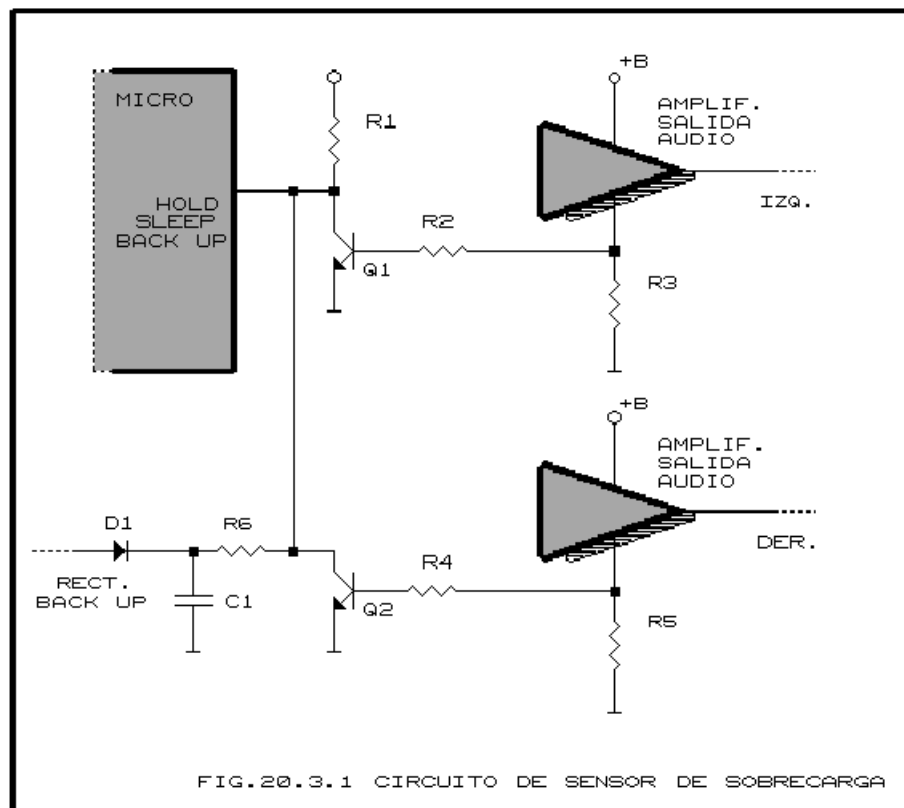 MICRO
HOLD
SLEEP
BACK UP
R1
R2
Q1
+B
AMPLIF.
SALIDA
AUDIO
IZQ.
R3
+B
AMPLIF.
SALIDA
AUDIO
DER.
D1
R6
RECT.
BACK UP
C1
R4
Q2
R5
FIG.20.3.1 CIRCUITO DE SENSOR DE SOBRECARGA